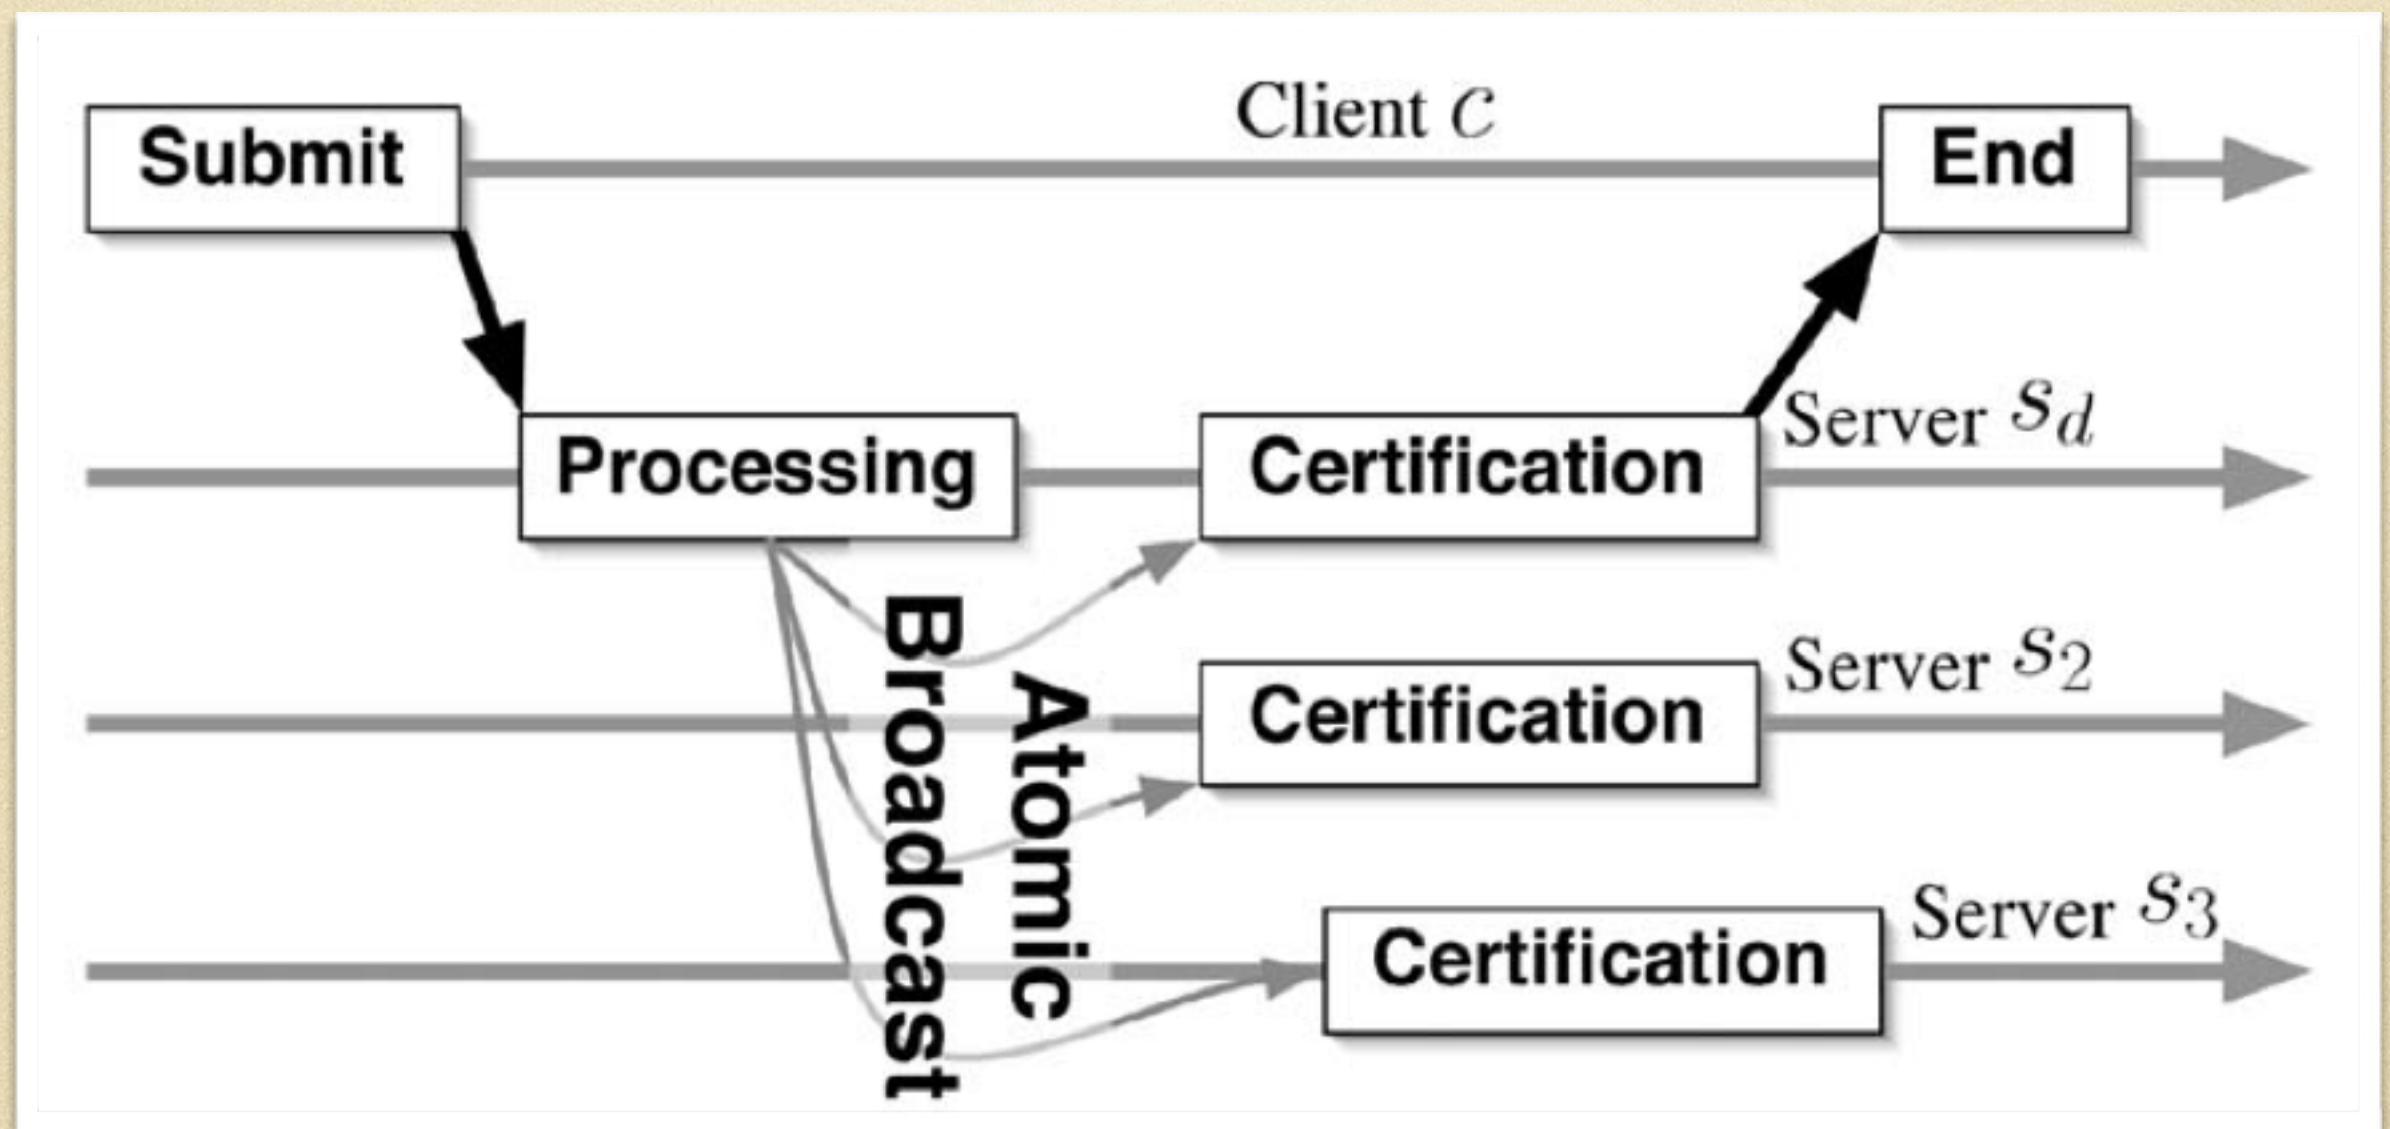 Client c
Submit
End
Server s_d
Processing
Certification
Atomic
Broadcast
Server s_2
Certification
Server s_3
Certification